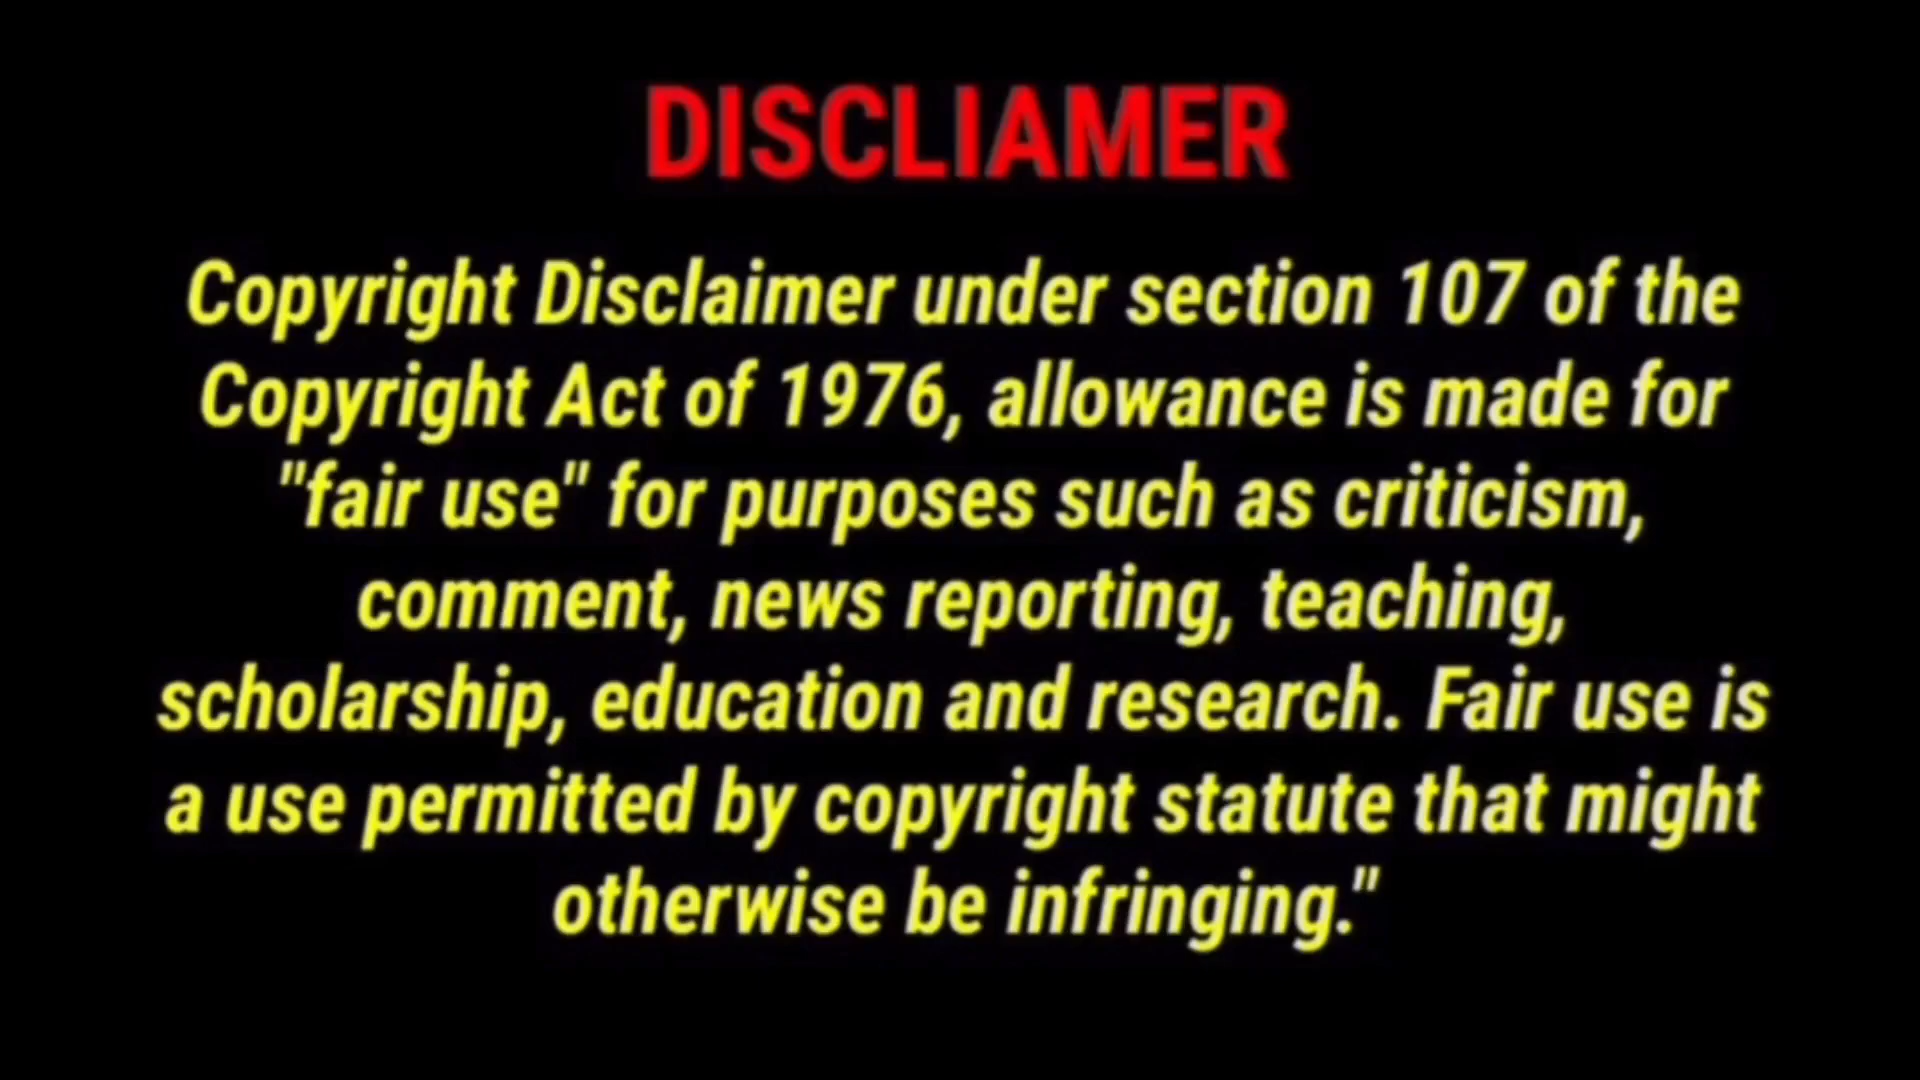 DISCLIAMER
Copyright Disclaimer under section 107 of the
Copyright Act of 1976, allowance is made for
"fair use" for purposes such as criticism,
comment, news reporting, teaching,
scholarship, education and research. Fair use is
a use permitted by copyright statute that might
otherwise be infringing."